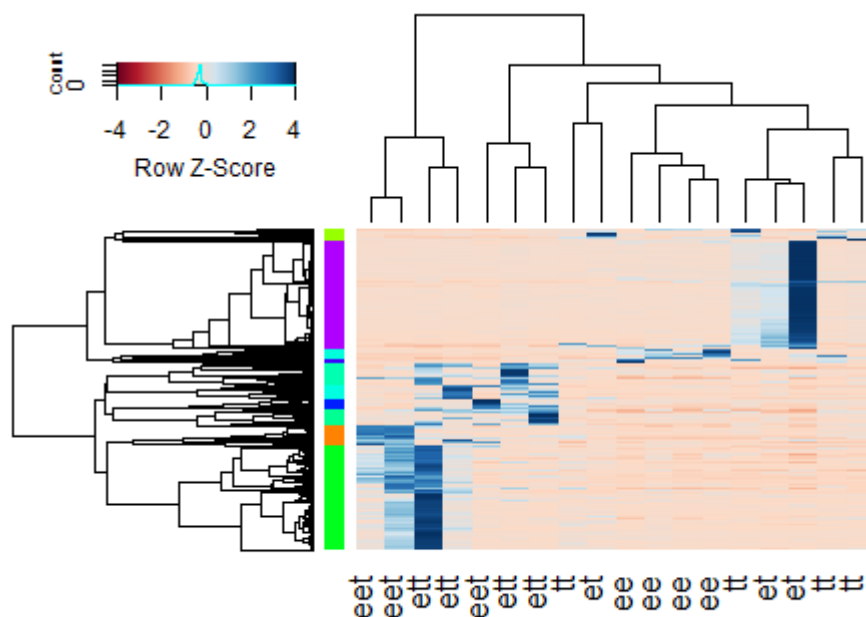 Count
0
-4 -2 0 2 4
Row Z-Score
eet eet ett ett eet ett ett tt et ee ee ee ee tt et et tt tt